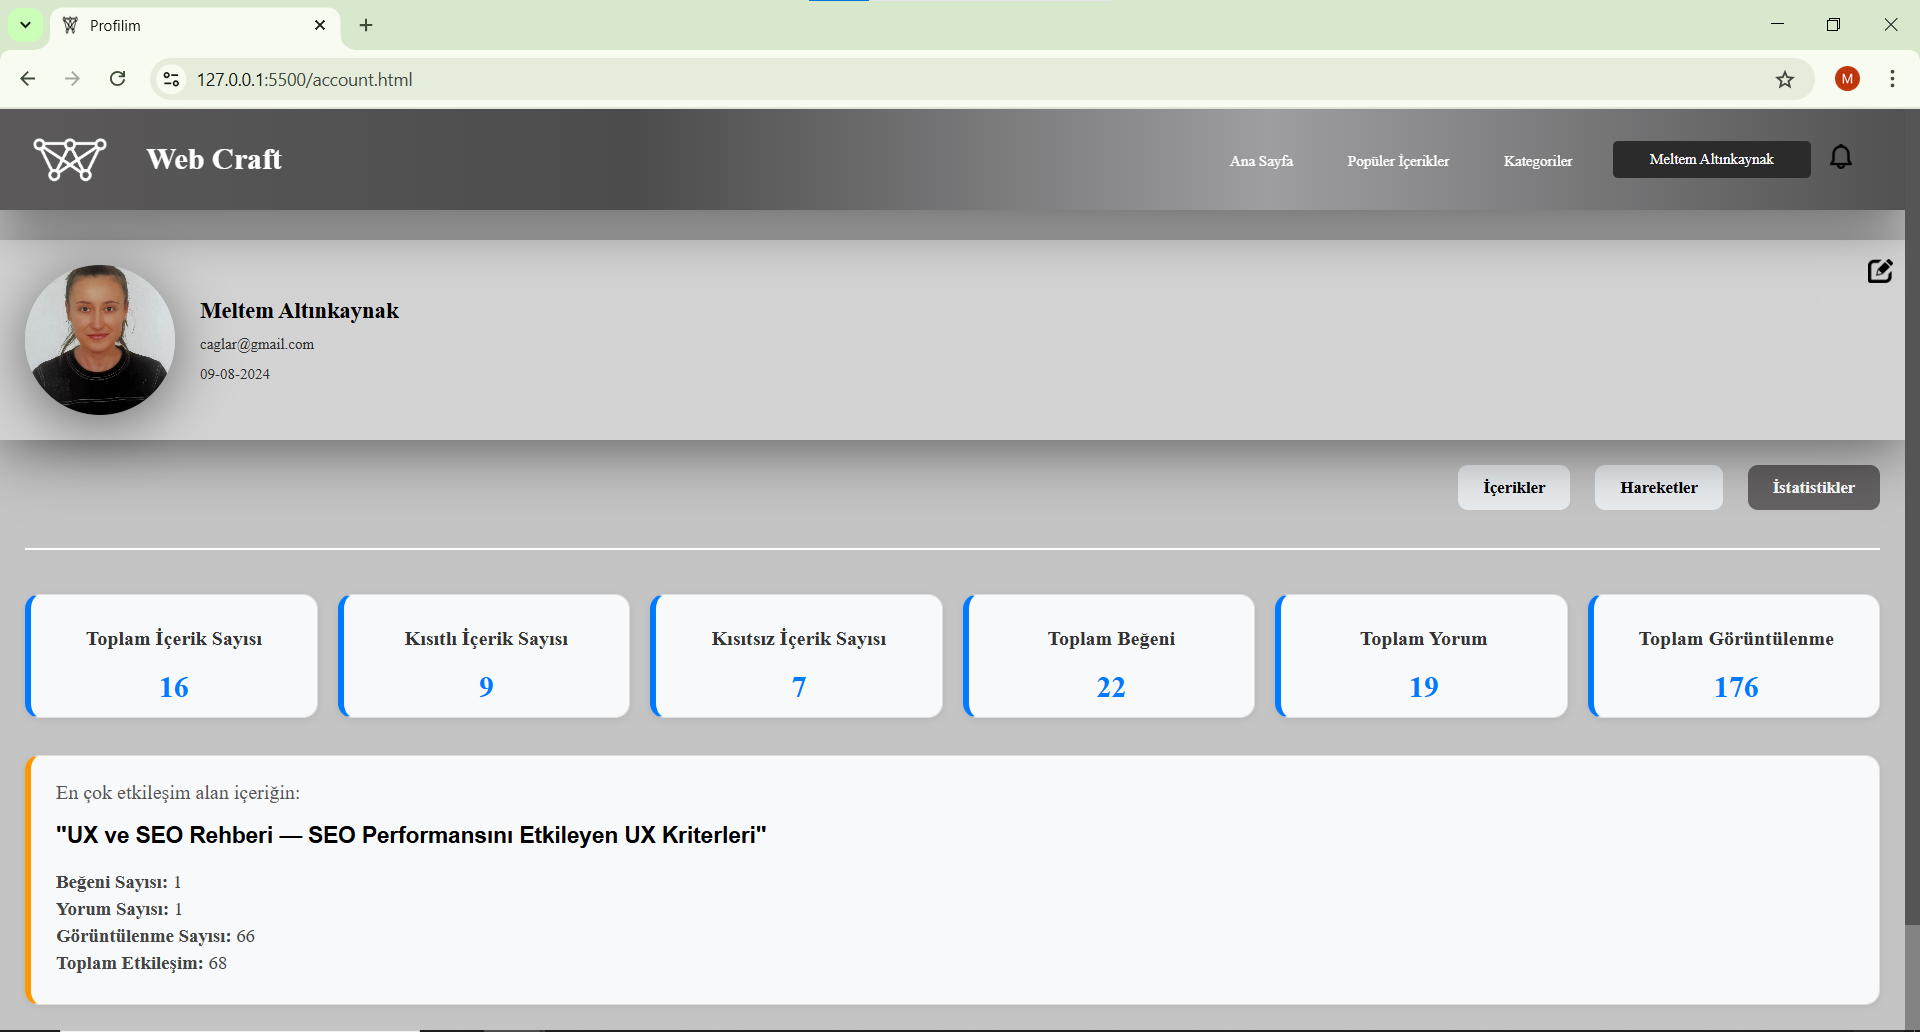 Profilim
127.0.0.1:5500/account.html
M
Web Craft
Ana Sayfa
Popüler İçerikler
Kategoriler
Meltem Altınkaynak
Meltem Altınkaynak
caglar@gmail.com
09-08-2024
İçerikler
Hareketler
İstatistikler
Toplam İçerik Sayısı
16
Kısıtlı İçerik Sayısı
9
Kısıtsız İçerik Sayısı
7
Toplam Beğeni
22
Toplam Yorum
19
Toplam Görüntülenme
176
En çok etkileşim alan içeriğin:
"UX ve SEO Rehberi — SEO Performansını Etkileyen UX Kriterleri"
Beğeni Sayısı: 1
Yorum Sayısı: 1
Görüntülenme Sayısı: 66
Toplam Etkileşim: 68